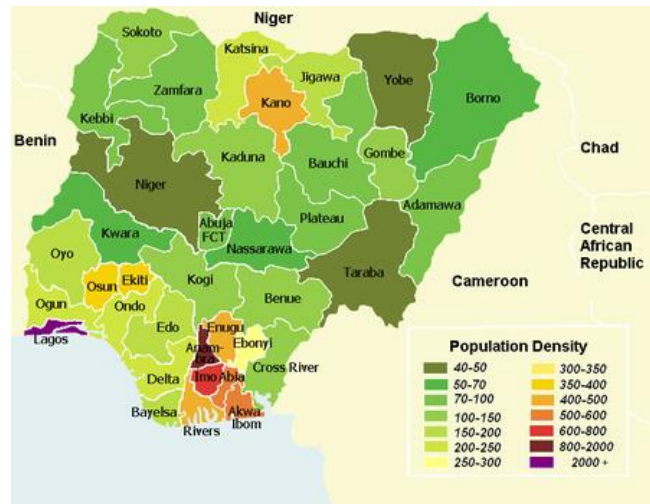 Niger
Sokoto
Katsina
Jigawa
Yobe
Borno
Zamfara
Kano
Kebbi
Benin
Chad
Kaduna
Bauchi
Gombe
Niger
Adamawa
Abuja
FCT
Plateau
Kwara
Nassarawa
Central
African
Republic
Taraba
Oyo
Cameroon
Kogi
Osun
Ekiti
Benue
Ogun
Ondo
Edo
Enugu
Ebonyi
Anam-
bra
Lagos
Cross River
Imo
Abia
Delta
Bayelsa
Akwa
Ibom
Rivers
Population Density
40-50
50-70
70-100
100-150
150-200
200-250
250-300
300-350
350-400
400-500
500-600
600-800
800-2000
2000 +